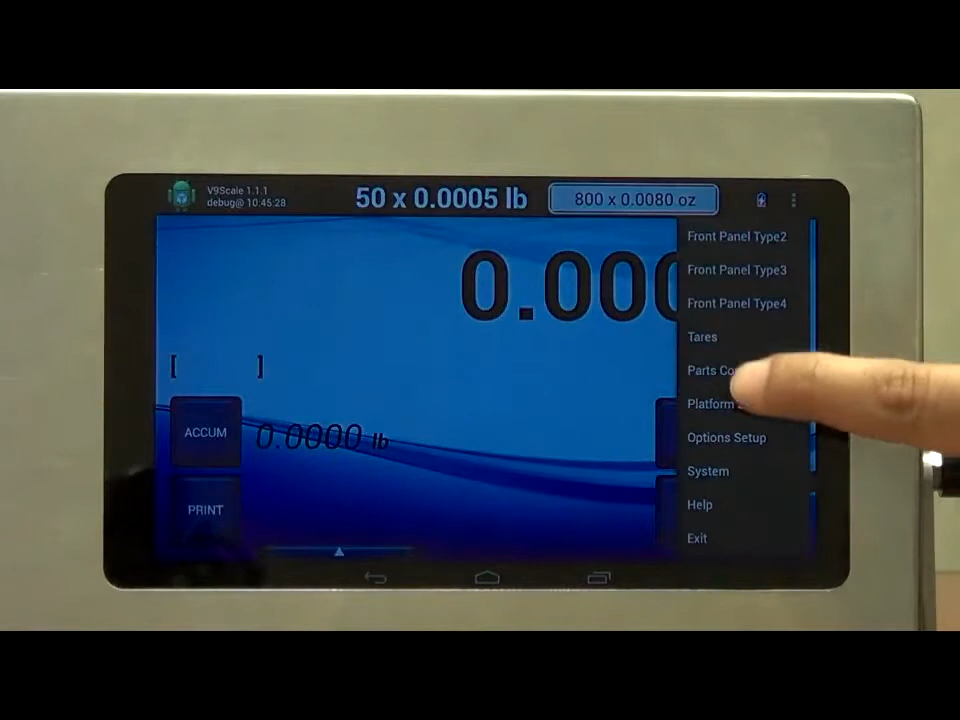 V9Scale 1.1.1
debug@ 10:45:28
50 x 0.0005 lb
800 x 0.0080 oz
0.000
[ ]
ACCUM
0.0000 lb
PRINT
Front Panel Type2
Front Panel Type3
Front Panel Type4
Tares
Parts
Platform
Options Setup
System
Help
Exit